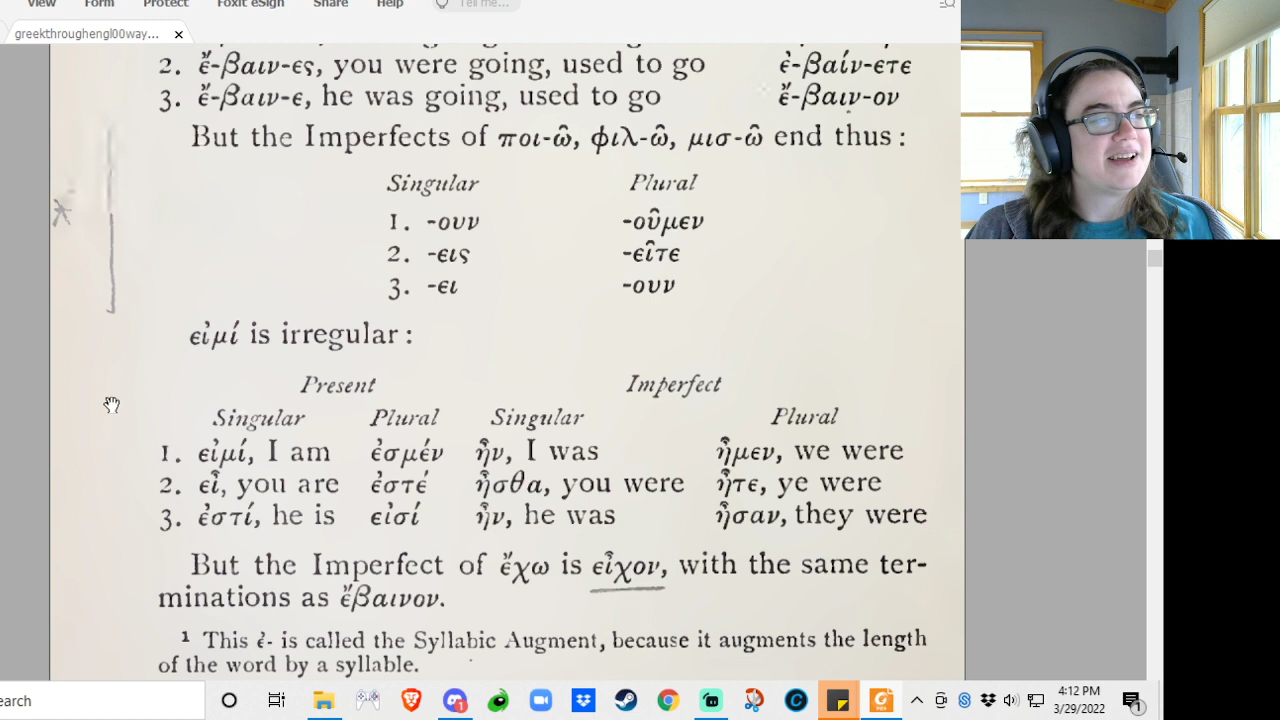 View Form Protect Foxit eSign Share Help Tell me...
greekthroughengl00way... ×
2. ἔ-βαιν-ες, you were going, used to go ἐ-βαίν-ετε
3. ἔ-βαιν-ε, he was going, used to go ἔ-βαιν-ον
But the Imperfects of ποι-ῶ, φιλ-ῶ, μισ-ῶ end thus :
Singular Plural
1. -ουν -οῦμεν
2. -εις -εῖτε
3. -ει -ουν
εἰμί is irregular :
Present Imperfect
Singular Plural Singular Plural
1. εἰμί, I am ἐσμέν ἦν, I was ἦμεν, we were
2. εἶ, you are ἐστέ ἦσθα, you were ἦτε, ye were
3. ἐστί, he is εἰσί ἦν, he was ἦσαν, they were
But the Imperfect of ἔχω is εἶχον, with the same ter-
minations as ἔβαινον.
1 This ἐ- is called the Syllabic Augment, because it augments the length
of the word by a syllable.
earch
4:12 PM
3/29/2022
1
1